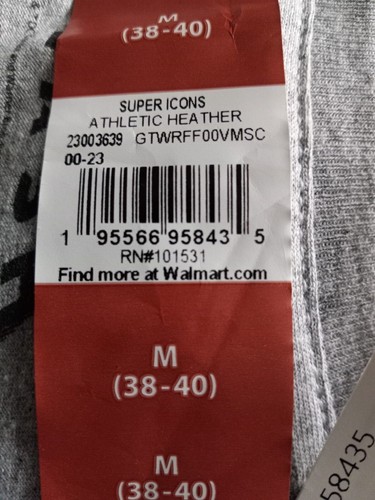 M
(38-40)
SUPER ICONS
ATHLETIC HEATHER
23003639 GTWRFF00VMSC
00-23
1 95566 95843 5
RN#101531
Find more at Walmart.com
M
(38-40)
M
(38-40)
58435